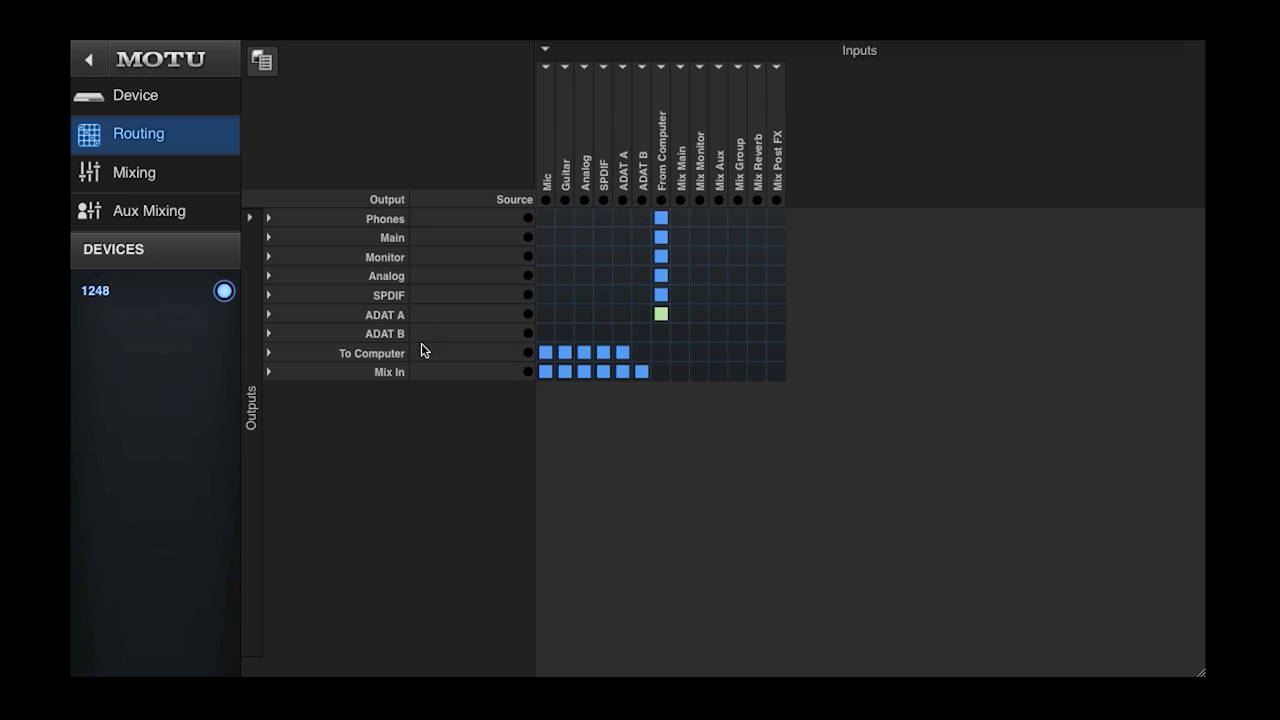 MOTU
Device
Routing
Mixing
Aux Mixing
DEVICES
1248
Inputs
Mic
Guitar
Analog
SPDIF
ADAT A
ADAT B
From Computer
Mix Main
Mix Monitor
Mix Aux
Mix Group
Mix Reverb
Mix Post FX
Output Source
Phones
Main
Monitor
Analog
SPDIF
ADAT A
ADAT B
To Computer
Mix In
Outputs